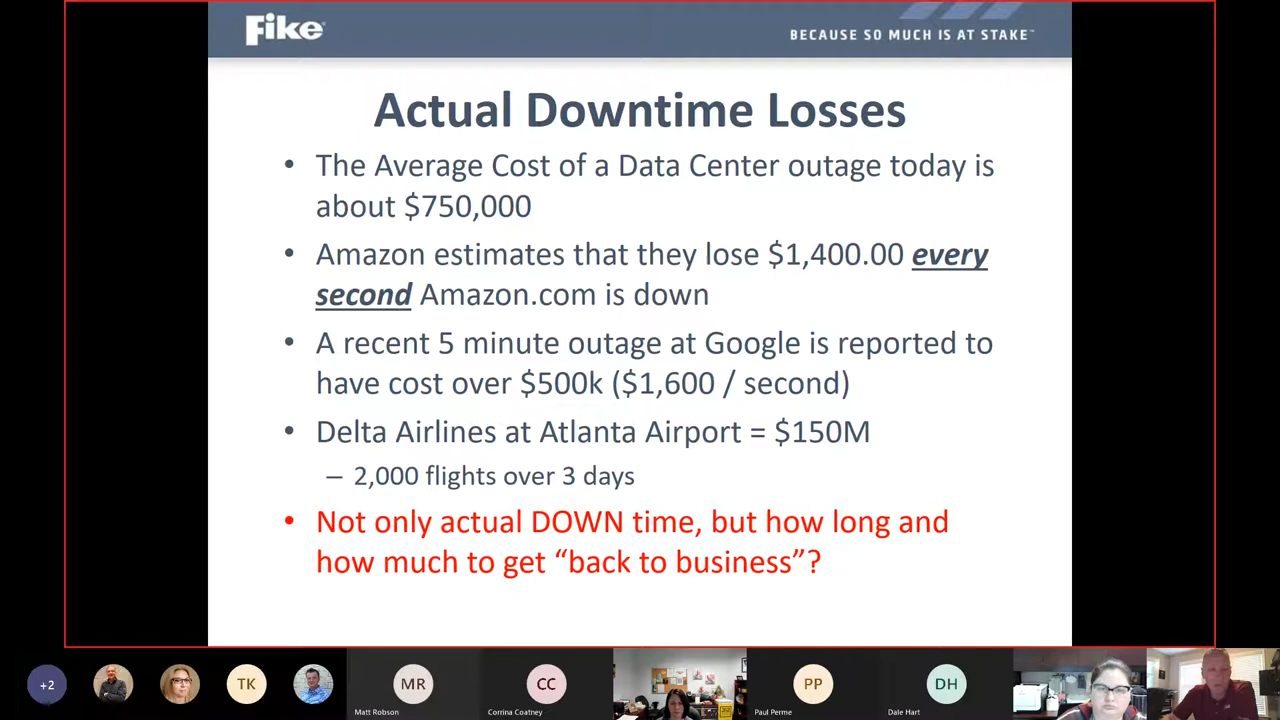 Fike
BECAUSE SO MUCH IS AT STAKE™
Actual Downtime Losses
• The Average Cost of a Data Center outage today is
about $750,000
• Amazon estimates that they lose $1,400.00 every
second Amazon.com is down
• A recent 5 minute outage at Google is reported to
have cost over $500k ($1,600 / second)
• Delta Airlines at Atlanta Airport = $150M
– 2,000 flights over 3 days
• Not only actual DOWN time, but how long and
how much to get “back to business”?
+2
TK
MR
CC
PP
DH
Matt Robson
Corrina Coatney
Paul Perme
Dale Hart